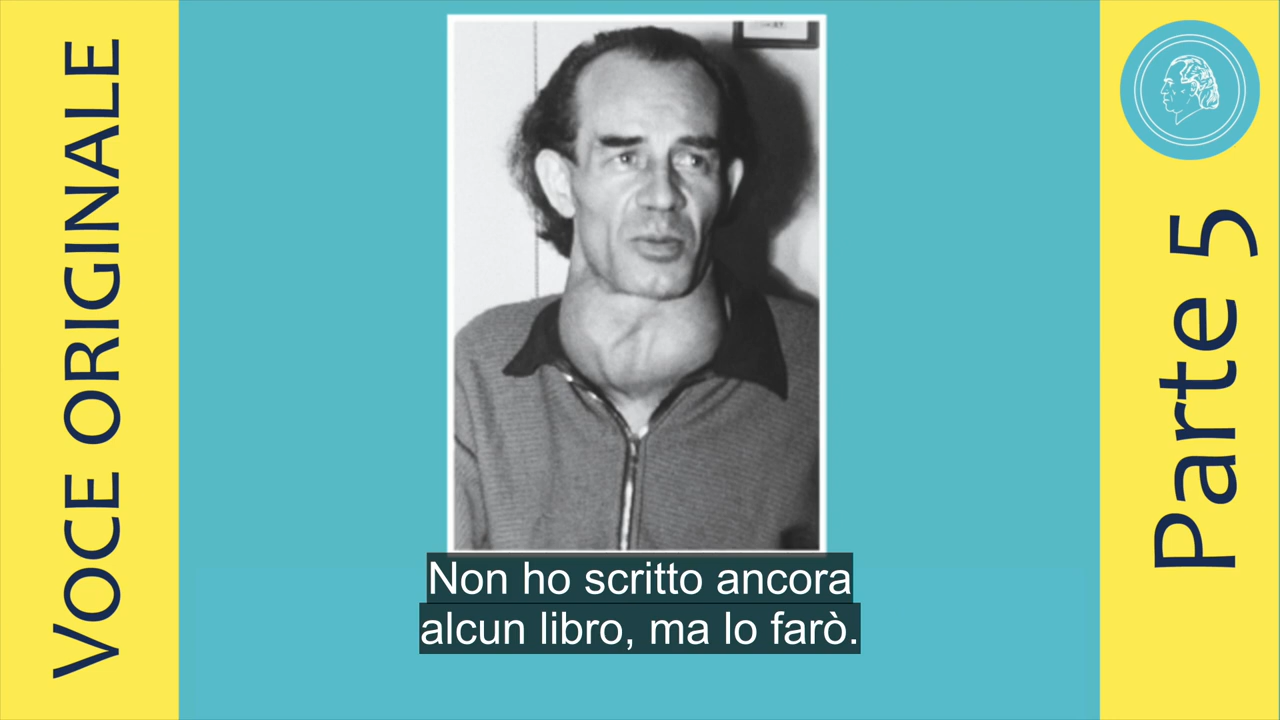 VOCE ORIGINALE
Non ho scritto ancora
alcun libro, ma lo farò.
Parte 5